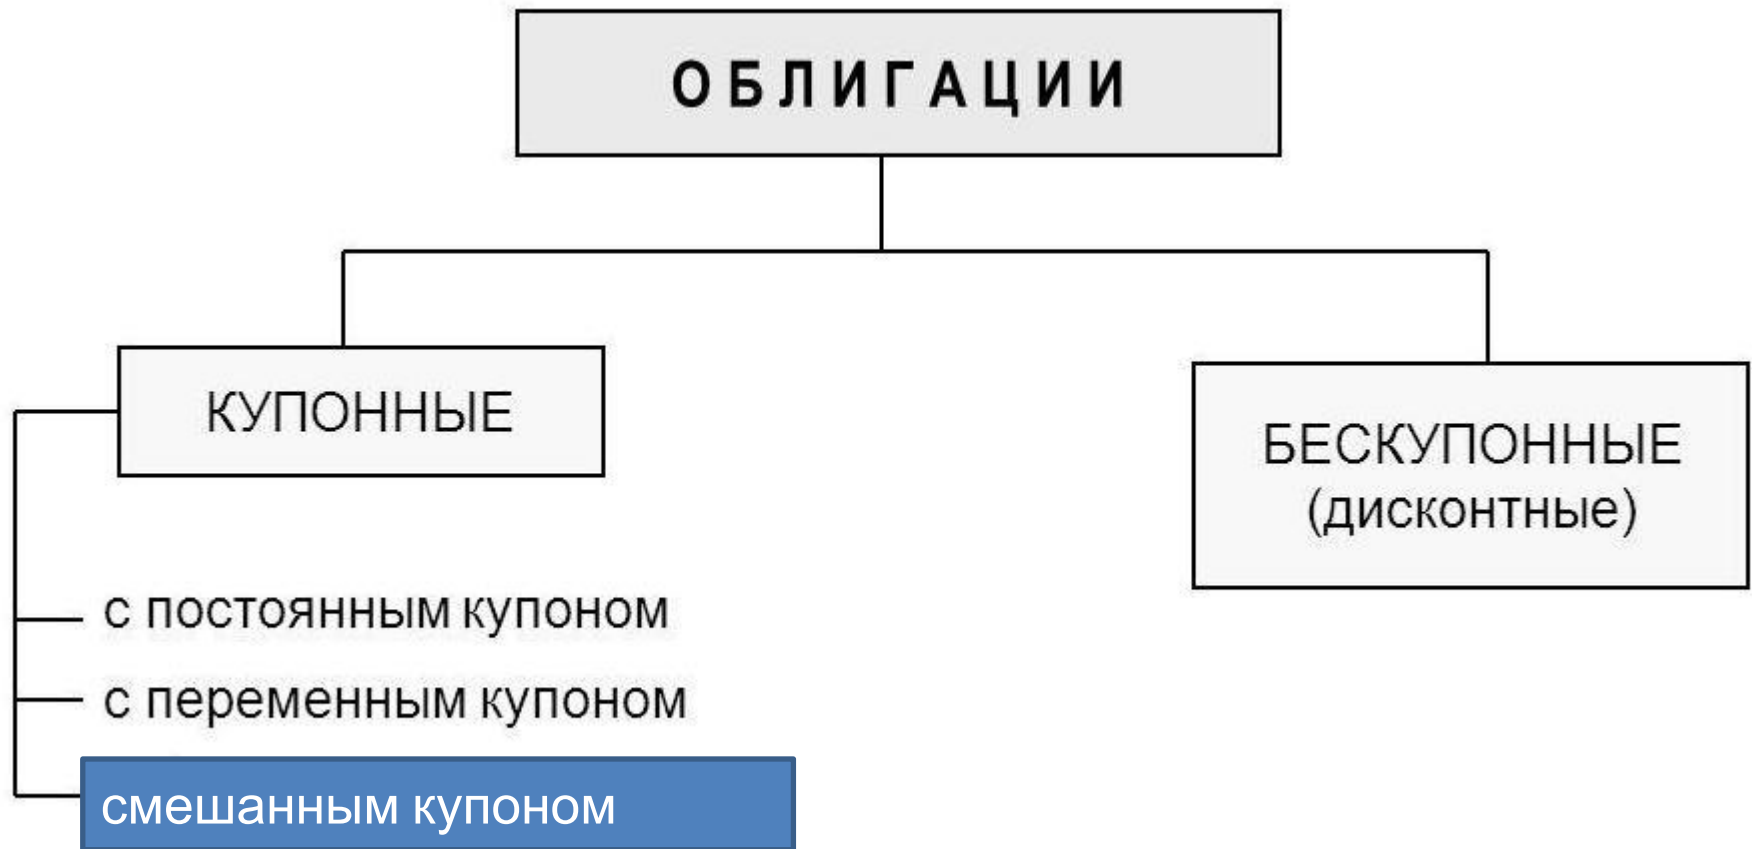 ОБЛИГАЦИИ
КУПОННЫЕ
БЕСКУПОННЫЕ
(дисконтные)
с постоянным купоном
с переменным купоном
смешанным купоном